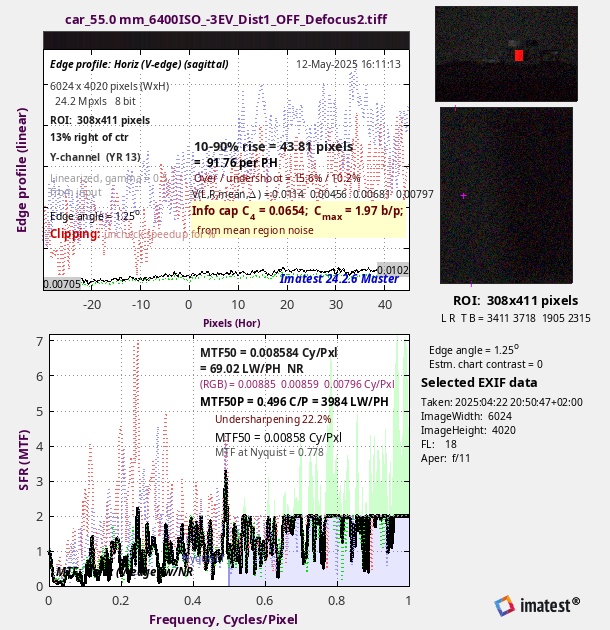 car_55.0 mm_6400ISO_-3EV_Dist1_OFF_Defocus2.tiff
Edge profile: Horiz (V-edge) (sagittal)
12-May-2025 16:11:13
6024 x 4020 pixels (WxH)
24.2 Mpxls 8 bit
ROI: 308x411 pixels
13% right of ctr
Y-channel (YR 13)
10-90% rise = 43.81 pixels
= 91.76 per PH
Over / undershoot = 15.6% / 10.2%
V(L,R,mean,△) =0.0114 0.00456 0.00681 0.00797
Edge angle = 1.25°
Info cap C4 = 0.0654; Cmax = 1.97 b/p;
from mean region noise
Clipping: uncheck speedup for %
0.00705
0.0102
Imatest 24.2.6 Master
-20 -10 0 10 20 30 40
Pixels (Hor)
Edge profile (linear)
ROI: 308x411 pixels
L R T B = 3411 3718 1905 2315
Edge angle = 1.25°
Estm. chart contrast = 0
Selected EXIF data
Taken: 2025:04:22 20:50:47+02:00
ImageWidth: 6024
ImageHeight: 4020
FL: 18
Aper: f/11
MTF50 = 0.008584 Cy/Pxl
= 69.02 LW/PH NR
(RGB) = 0.00885 0.00859 0.00796 Cy/Pxl
MTF50P = 0.496 C/P = 3984 LW/PH
Undersharpening 22.2%
MTF50 = 0.00858 Cy/Pxl
MTF at Nyquist = 0.778
7
6
5
4
3
2
1
0
SFR (MTF)
0 0.2 0.4 0.6 0.8 1
Frequency, Cycles/Pixel
imatest®